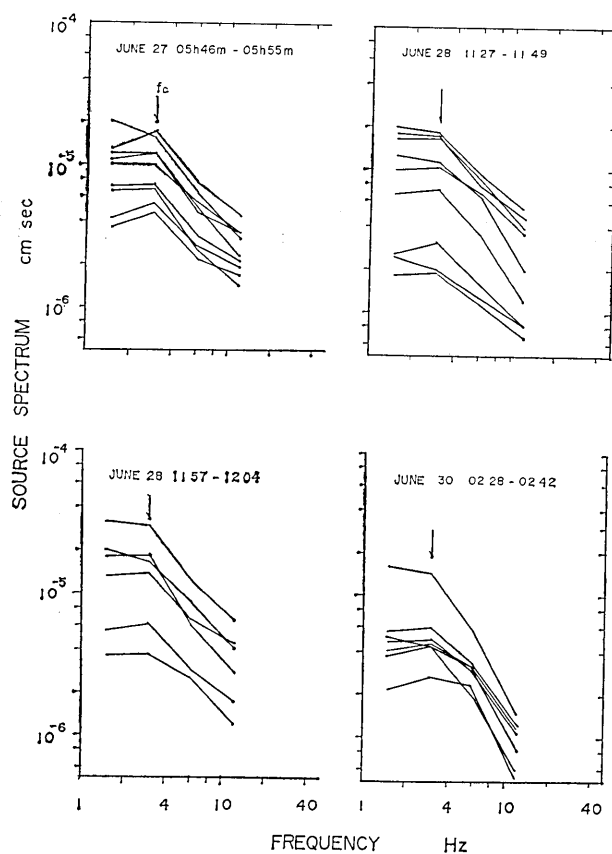 10⁻⁴
JUNE 27 05h46m - 05h55m
JUNE 28 11 27 - 11 49
fc
10⁻⁵
10⁻⁶
SOURCE SPECTRUM cm sec
10⁻⁴
JUNE 28 11 57 - 12 04
JUNE 30 02 28 - 02 42
10⁻⁵
10⁻⁶
1 4 10 40 1 4 10 40
FREQUENCY Hz